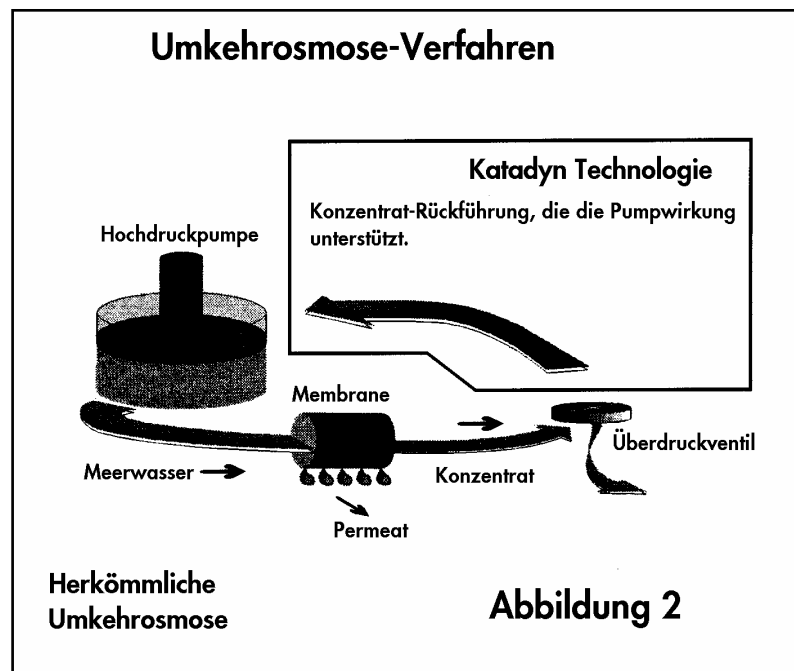 Umkehrosmose-Verfahren
Katadyn Technologie
Konzentrat-Rückführung, die die Pumpwirkung
unterstützt.
Hochdruckpumpe
Membrane
Überdruckventil
Meerwasser
Konzentrat
Permeat
Herkömmliche
Umkehrosmose
Abbildung 2